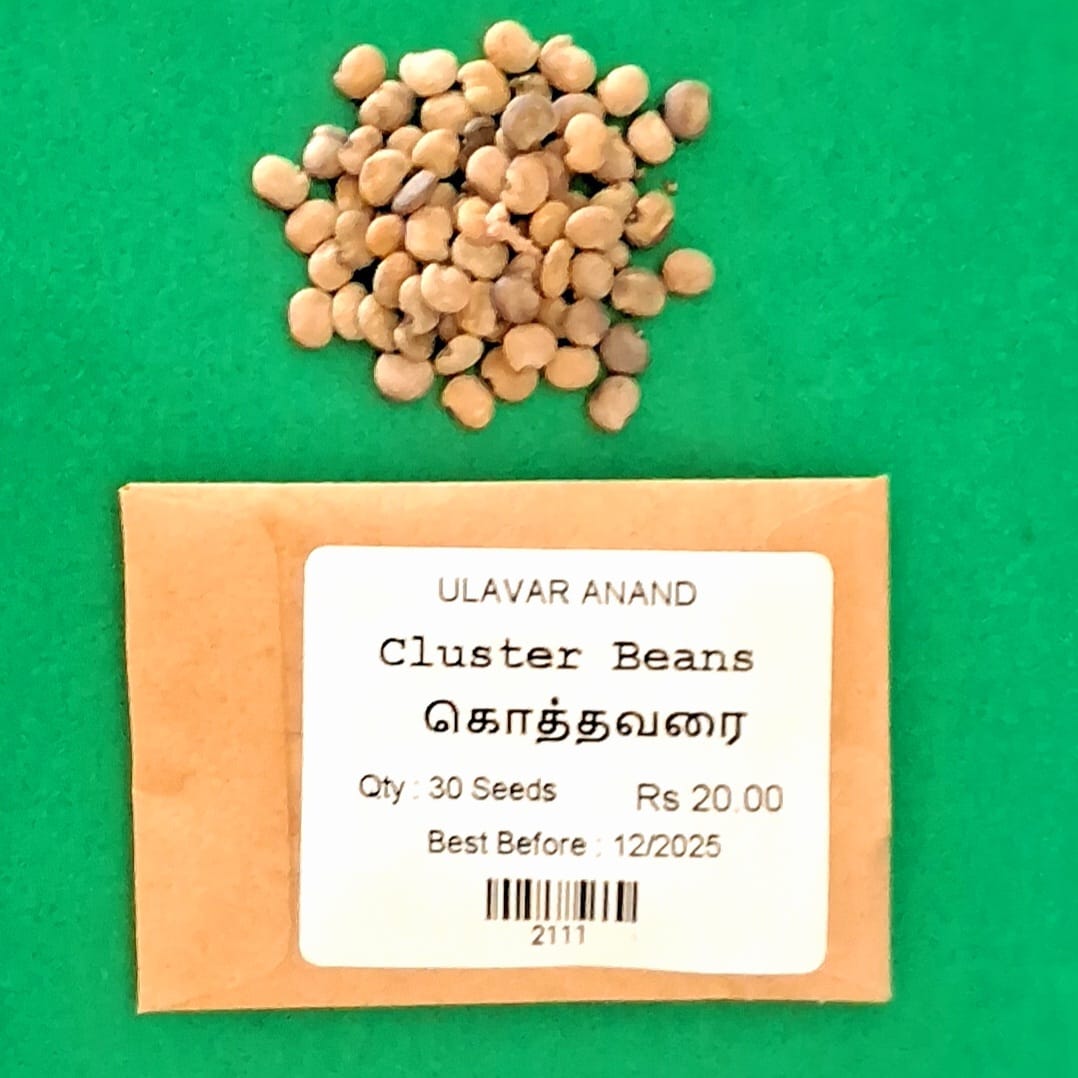 ULAVAR ANAND
Cluster Beans
கொத்தவரை
Qty : 30 Seeds Rs 20.00
Best Before : 12/2025
2111